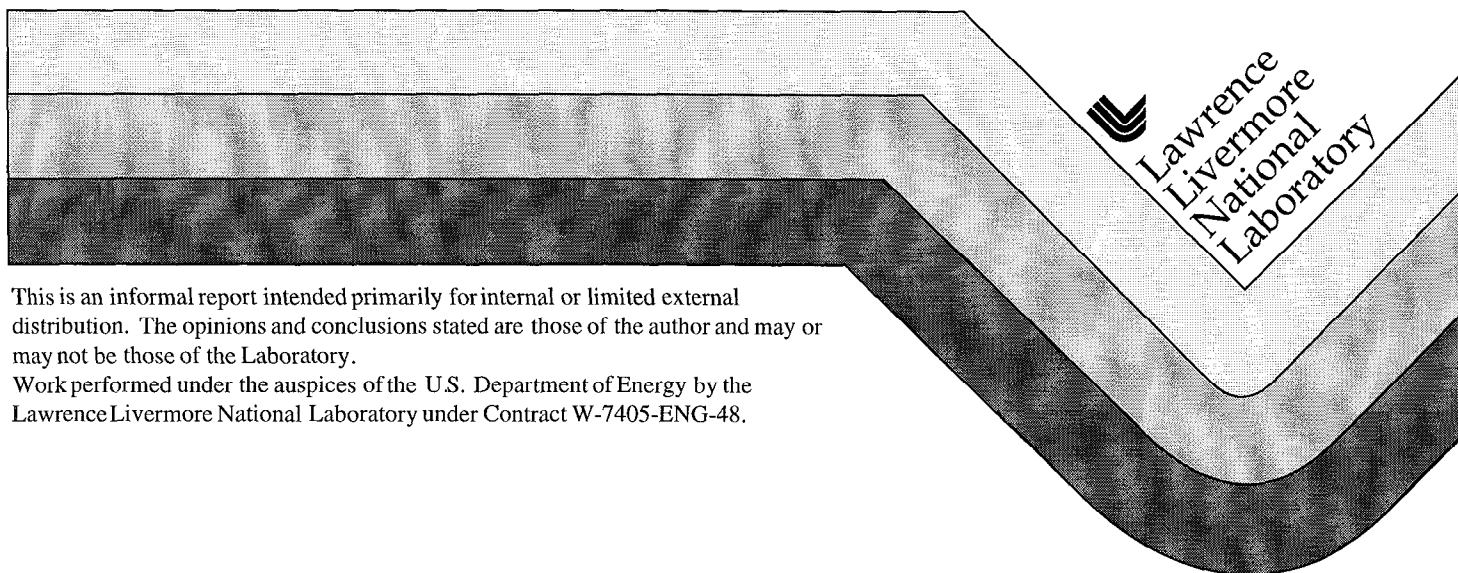 Lawrence
Livermore
National
Laboratory
This is an informal report intended primarily for internal or limited external
distribution. The opinions and conclusions stated are those of the author and may or
may not be those of the Laboratory.
Work performed under the auspices of the U.S. Department of Energy by the
Lawrence Livermore National Laboratory under Contract W-7405-ENG-48.